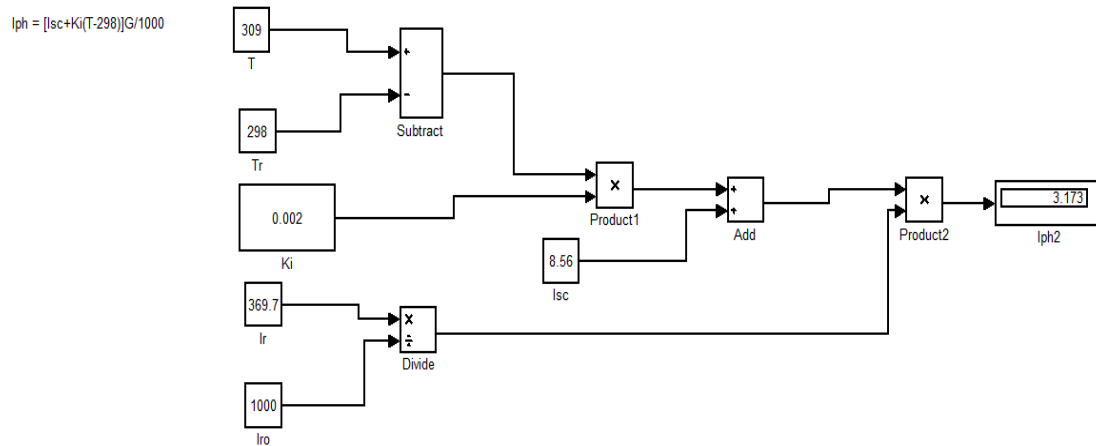 Iph = [Isc+Ki(T-298)]G/1000
309
T
+
-
Subtract
298
Tr
0.002
Ki
×
Product1
8.56
Isc
+
+
Add
×
Product2
3.173
Iph2
369.7
Ir
×
÷
Divide
1000
Iro